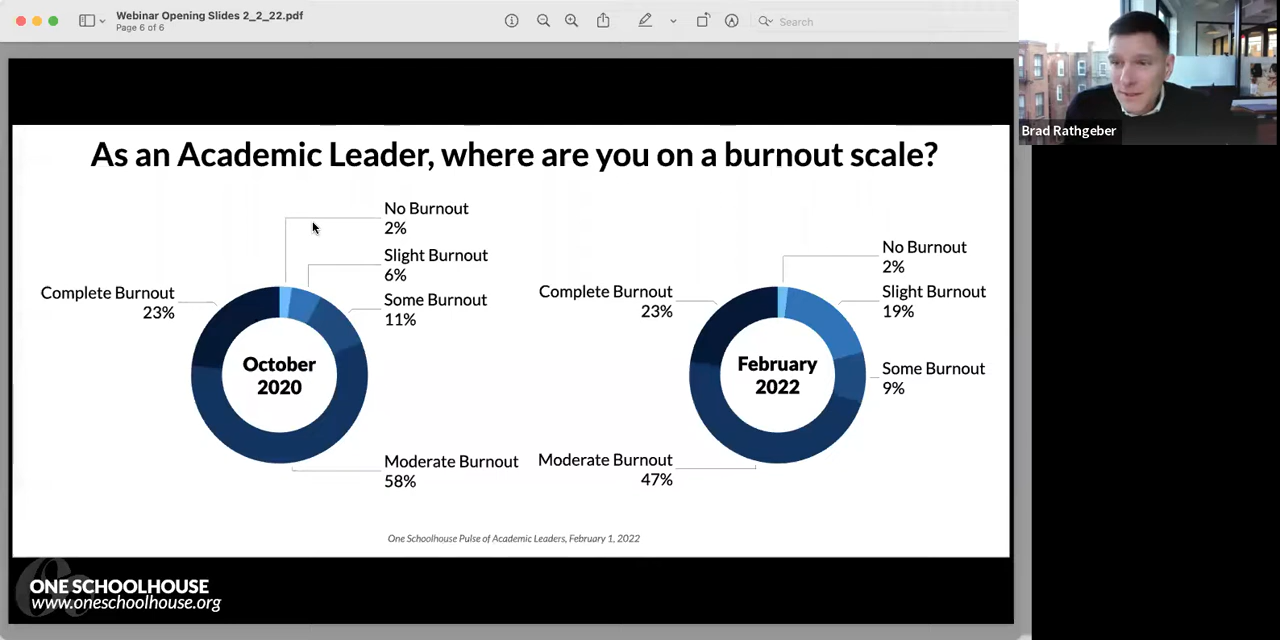 Webinar Opening Slides 2_2_22.pdf
Page 6 of 6
Search
Brad Rathgeber
As an Academic Leader, where are you on a burnout scale?
No Burnout
2%
Slight Burnout
6%
Some Burnout
11%
Complete Burnout
23%
October
2020
Moderate Burnout
58%
No Burnout
2%
Slight Burnout
19%
Some Burnout
9%
Complete Burnout
23%
February
2022
Moderate Burnout
47%
One Schoolhouse Pulse of Academic Leaders, February 1, 2022
ONE SCHOOLHOUSE
www.oneschoolhouse.org